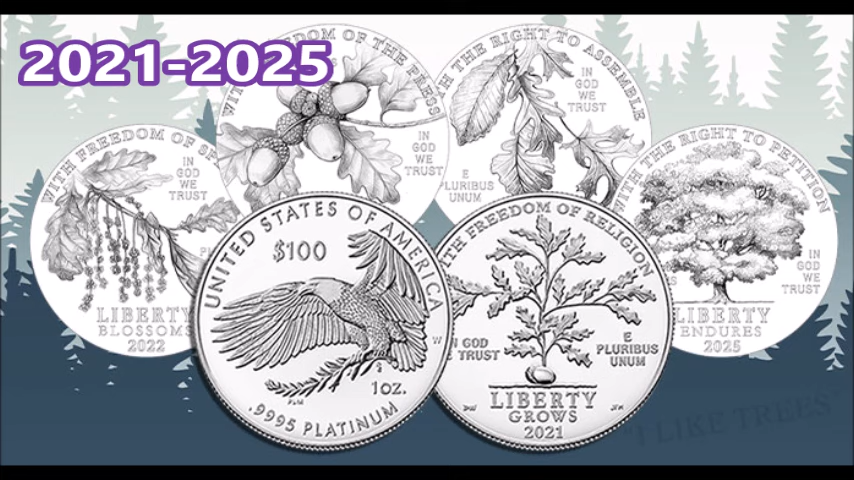 2021-2025
WITH FREEDOM OF SP
IN
GOD
WE
TRUST
LIBERTY
BLOSSOMS
2022
WITH FREEDOM OF THE PRESS
IN
GOD
WE
TRUST
WITH THE RIGHT TO ASSEMBLE
IN
GOD
WE
TRUST
E
PLURIBUS
UNUM
WITH THE RIGHT TO PETITION
IN
GOD
WE
TRUST
LIBERTY
ENDURES
2025
UNITED STATES OF AMERICA
$100
W
1oz.
.9995 PLATINUM
TH FREEDOM OF RELIGION
N GOD
TRUST
E
PLURIBUS
UNUM
LIBERTY
GROWS
2021
"I LIKE TREES"